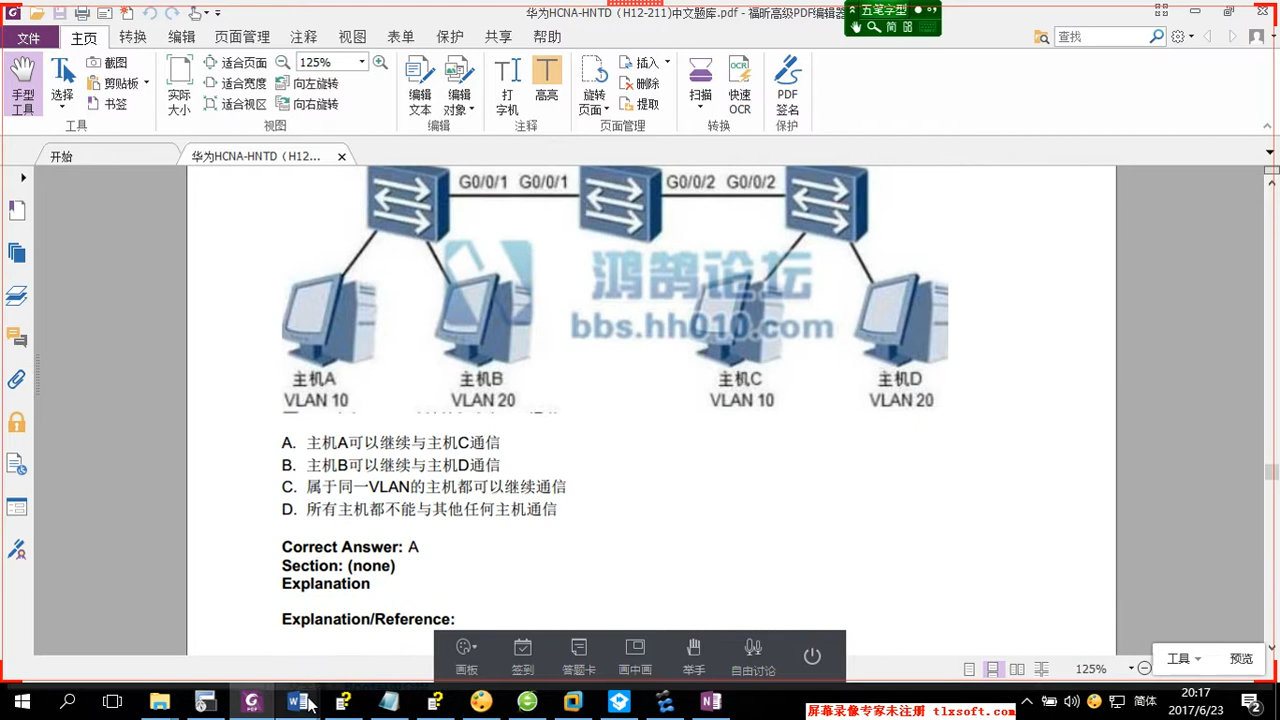 华为HCNA-HNTD（H12-211)中文题库.pdf - 福昕高级PDF编辑器
五笔字型
简
文件
主页
转换
编辑
页面管理
注释
视图
表单
保护
共享
帮助
查找
手型
工具
选择
截图
剪贴板
书签
实际
大小
适合页面
适合宽度
适合视区
125%
向左旋转
向右旋转
编辑
文本
编辑
对象
打
字机
高亮
旋转
页面
插入
删除
提取
扫描
快速
OCR
PDF
签名
工具
视图
编辑
注释
页面管理
转换
保护
开始
华为HCNA-HNTD（H12...
G0/0/1 G0/0/1
G0/0/2 G0/0/2
鸿鹄论坛
bbs.hh010.com
主机A
VLAN 10
主机B
VLAN 20
主机C
VLAN 10
主机D
VLAN 20
A. 主机A可以继续与主机C通信
B. 主机B可以继续与主机D通信
C. 属于同一VLAN的主机都可以继续通信
D. 所有主机都不能与其他任何主机通信
Correct Answer: A
Section: (none)
Explanation
Explanation/Reference:
画板
签到
答题卡
画中画
举手
自由讨论
工具
预览
125%
简体
20:17
2017/6/23
屏幕录像专家未注册 tlxsoft.com